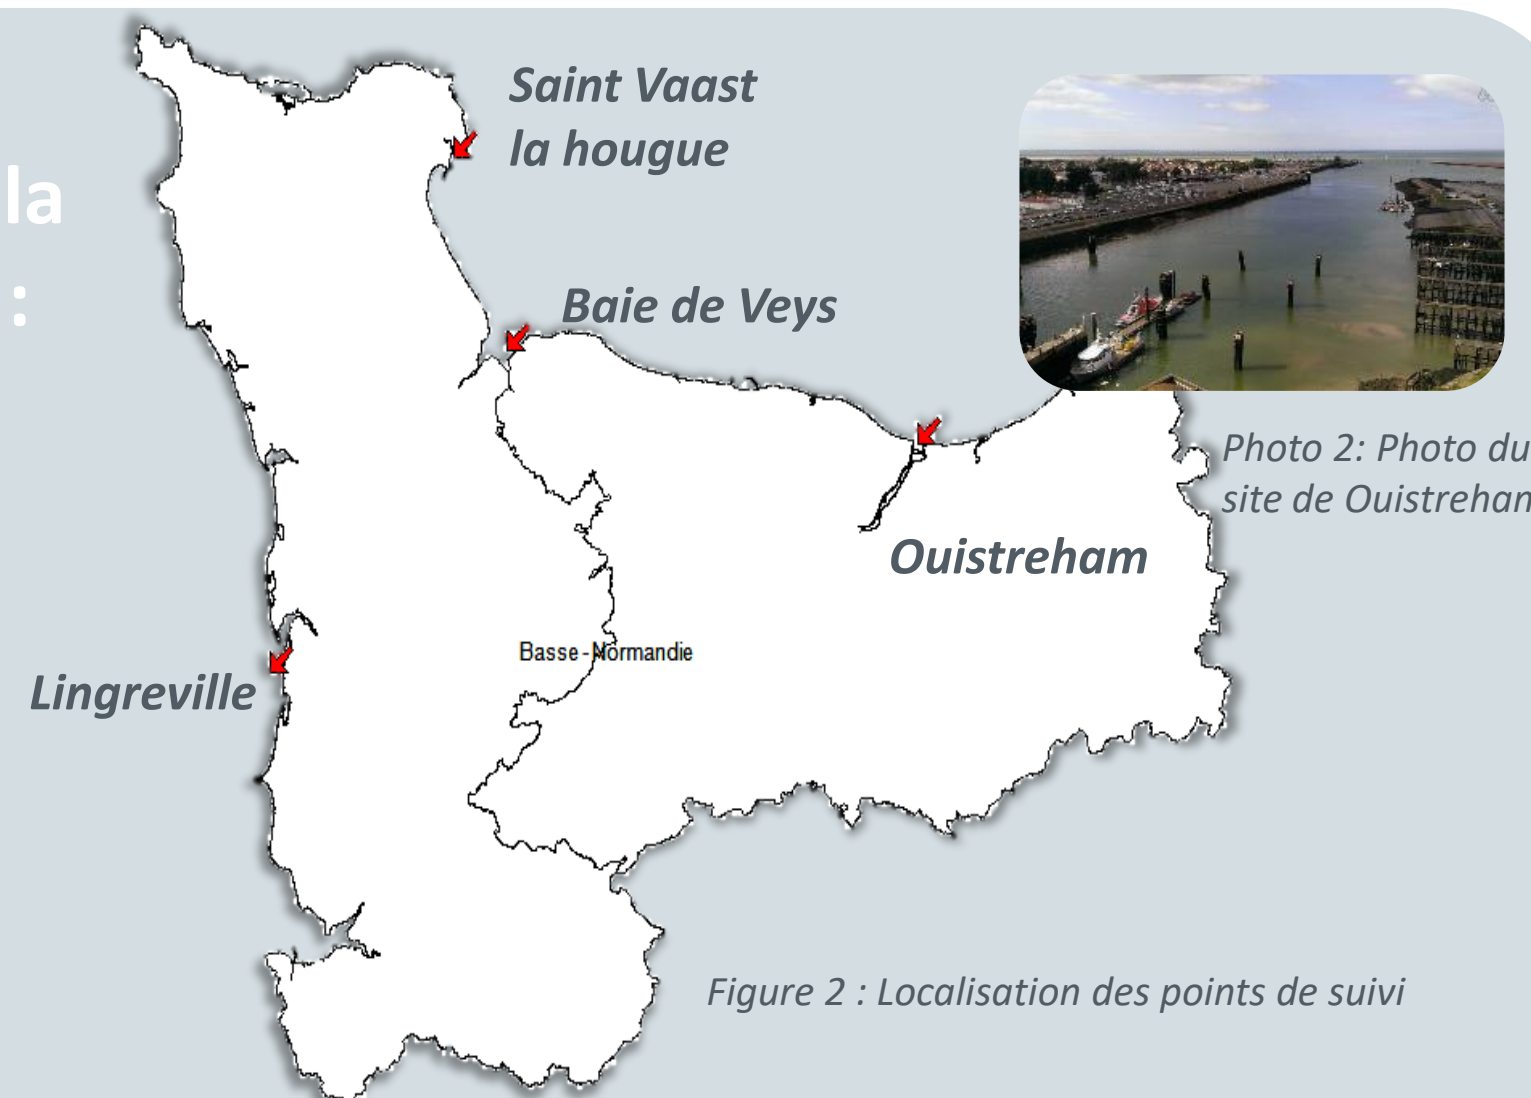 la
:
Saint Vaast
la hougue
Baie de Veys
Photo 2: Photo du
site de Ouistreham
Ouistreham
Basse-Normandie
Lingreville
Figure 2 : Localisation des points de suivi